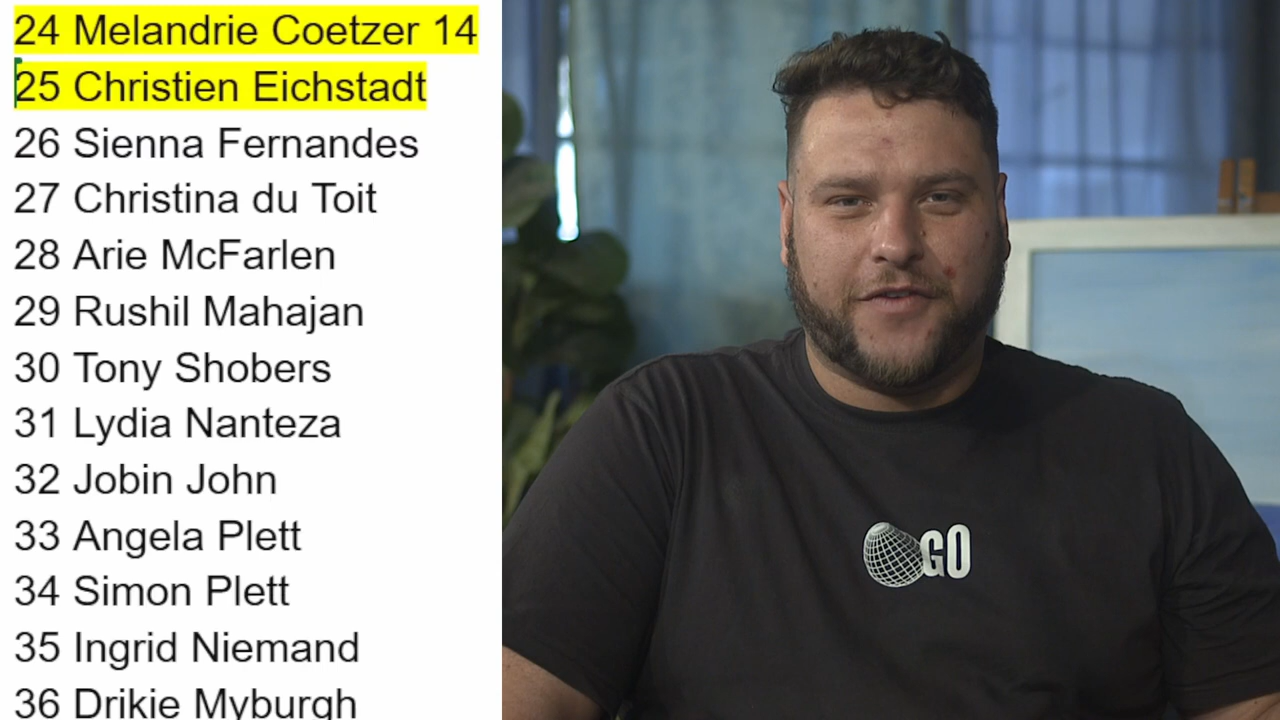 24 Melandrie Coetzer 14
25 Christien Eichstadt
26 Sienna Fernandes
27 Christina du Toit
28 Arie McFarlen
29 Rushil Mahajan
30 Tony Shobers
31 Lydia Nanteza
32 Jobin John
33 Angela Plett
34 Simon Plett
35 Ingrid Niemand
36 Drikie Myburgh
GO